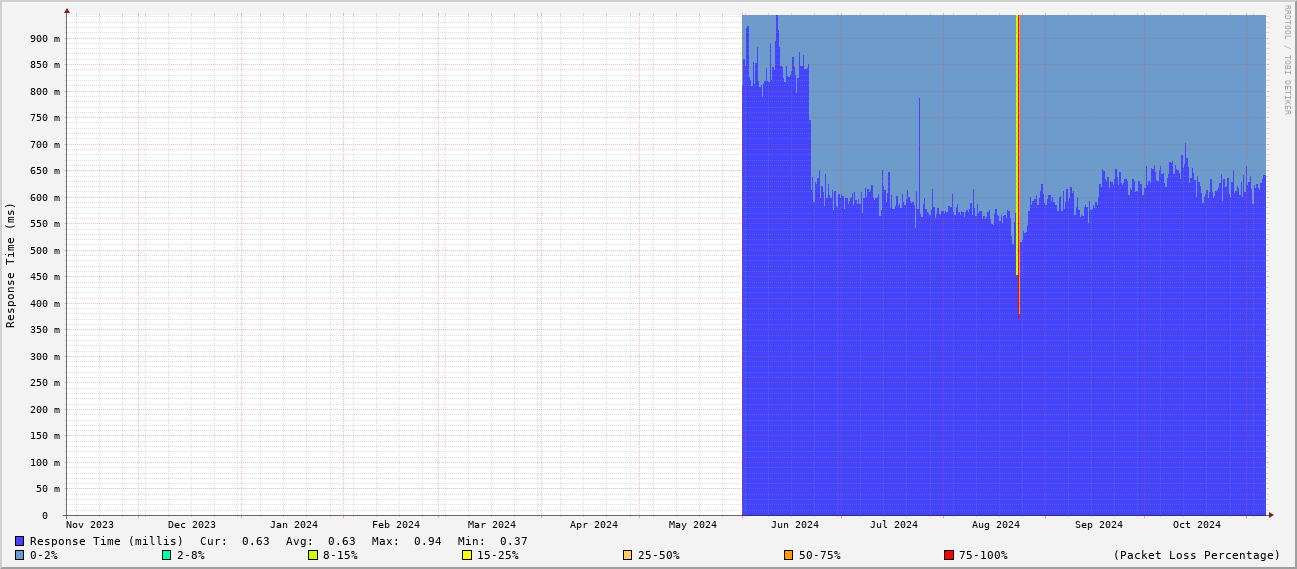 RRDTOOL / TOBI OETIKER
Response Time (ms)
900 m
850 m
800 m
750 m
700 m
650 m
600 m
550 m
500 m
450 m
400 m
350 m
300 m
250 m
200 m
150 m
100 m
50 m
0
Nov 2023 Dec 2023 Jan 2024 Feb 2024 Mar 2024 Apr 2024 May 2024 Jun 2024 Jul 2024 Aug 2024 Sep 2024 Oct 2024
Response Time (millis) Cur: 0.63 Avg: 0.63 Max: 0.94 Min: 0.37
0-2% 2-8% 8-15% 15-25% 25-50% 50-75% 75-100% (Packet Loss Percentage)